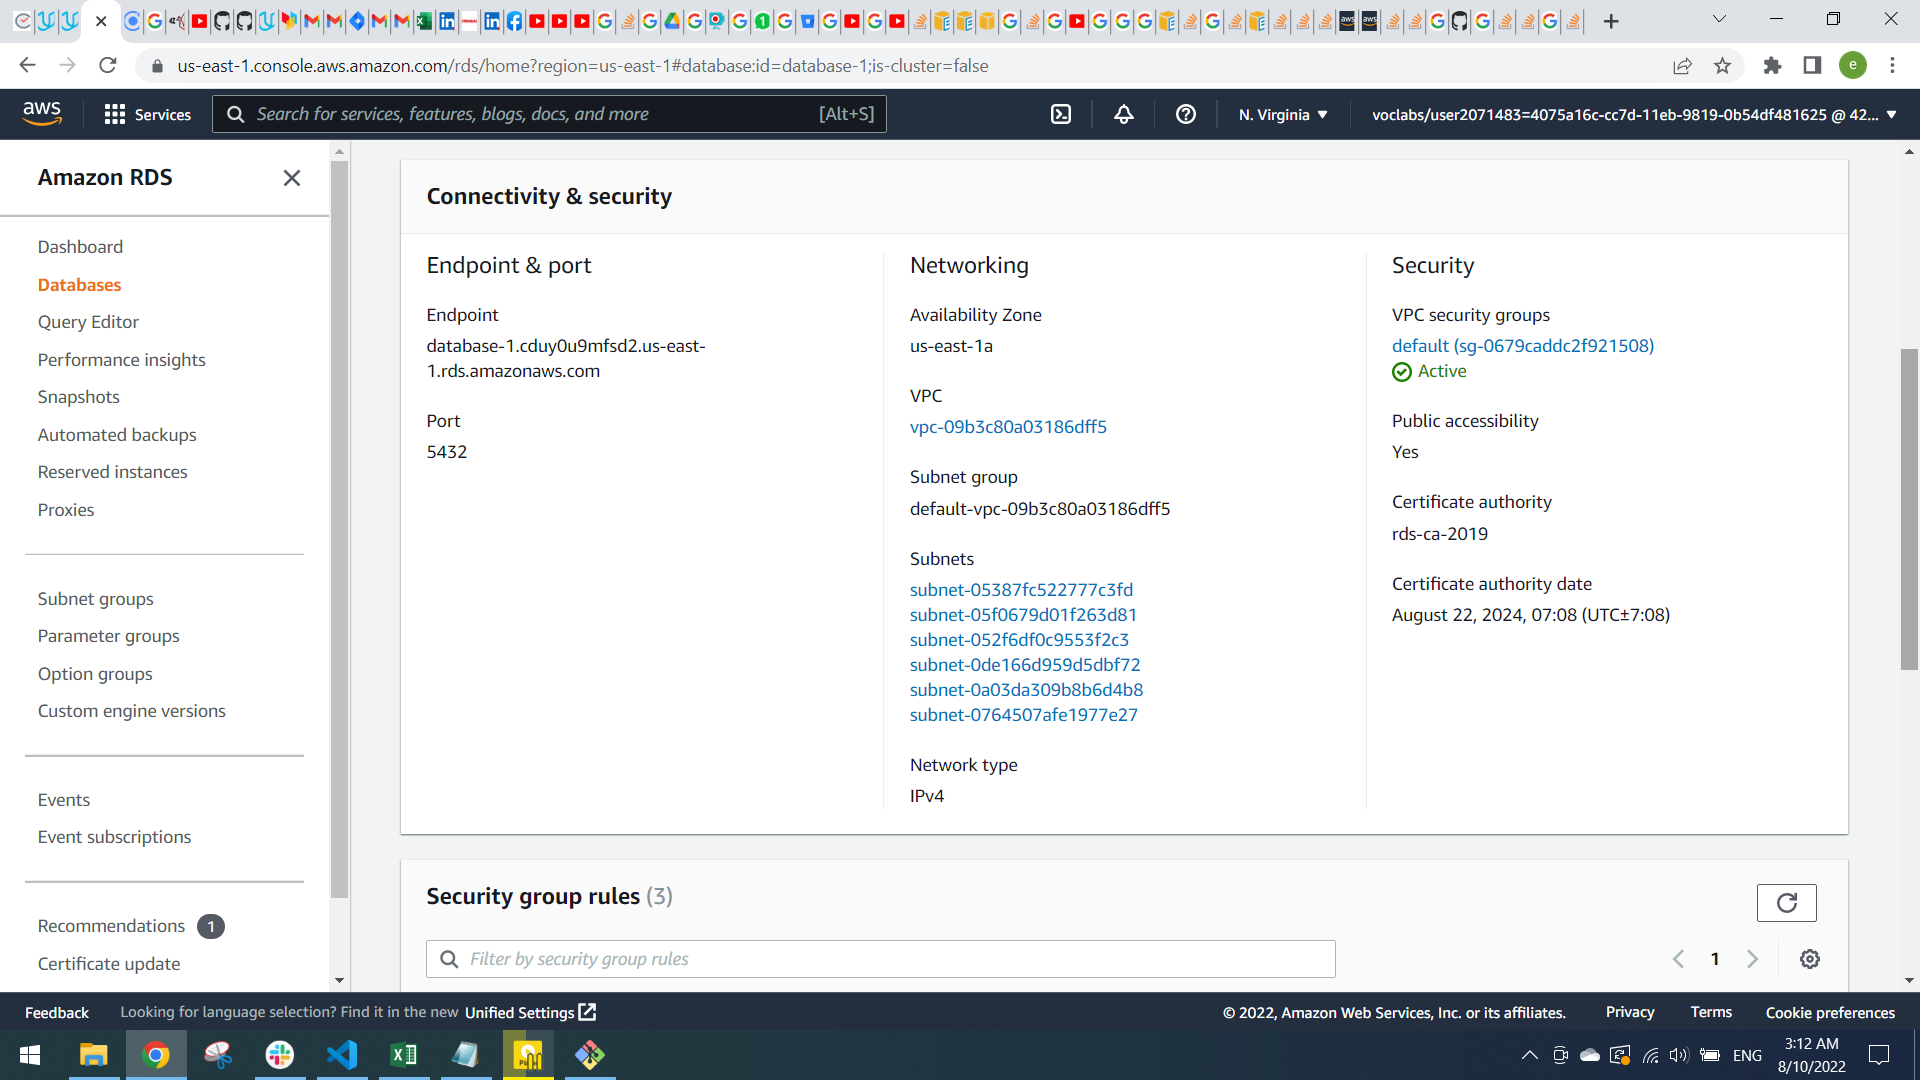 us-east-1.console.aws.amazon.com/rds/home?region=us-east-1#database:id=database-1;is-cluster=false
e
aws
Services
Search for services, features, blogs, docs, and more
[Alt+S]
N. Virginia
voclabs/user2071483=4075a16c-cc7d-11eb-9819-0b54df481625 @ 42...
Amazon RDS
Dashboard
Databases
Query Editor
Performance insights
Snapshots
Automated backups
Reserved instances
Proxies
Subnet groups
Parameter groups
Option groups
Custom engine versions
Events
Event subscriptions
Recommendations 1
Certificate update
Connectivity & security
Endpoint & port
Endpoint
database-1.cduy0u9mfsd2.us-east-
1.rds.amazonaws.com
Port
5432
Networking
Availability Zone
us-east-1a
VPC
vpc-09b3c80a03186dff5
Subnet group
default-vpc-09b3c80a03186dff5
Subnets
subnet-05387fc522777c3fd
subnet-05f0679d01f263d81
subnet-052f6df0c9553f2c3
subnet-0de166d959d5dbf72
subnet-0a03da309b8b6d4b8
subnet-0764507afe1977e27
Network type
IPv4
Security
VPC security groups
default (sg-0679caddc2f921508)
Active
Public accessibility
Yes
Certificate authority
rds-ca-2019
Certificate authority date
August 22, 2024, 07:08 (UTC±7:08)
Security group rules (3)
Filter by security group rules
1
Feedback
Looking for language selection? Find it in the new Unified Settings
© 2022, Amazon Web Services, Inc. or its affiliates.
Privacy
Terms
Cookie preferences
ENG
3:12 AM
8/10/2022